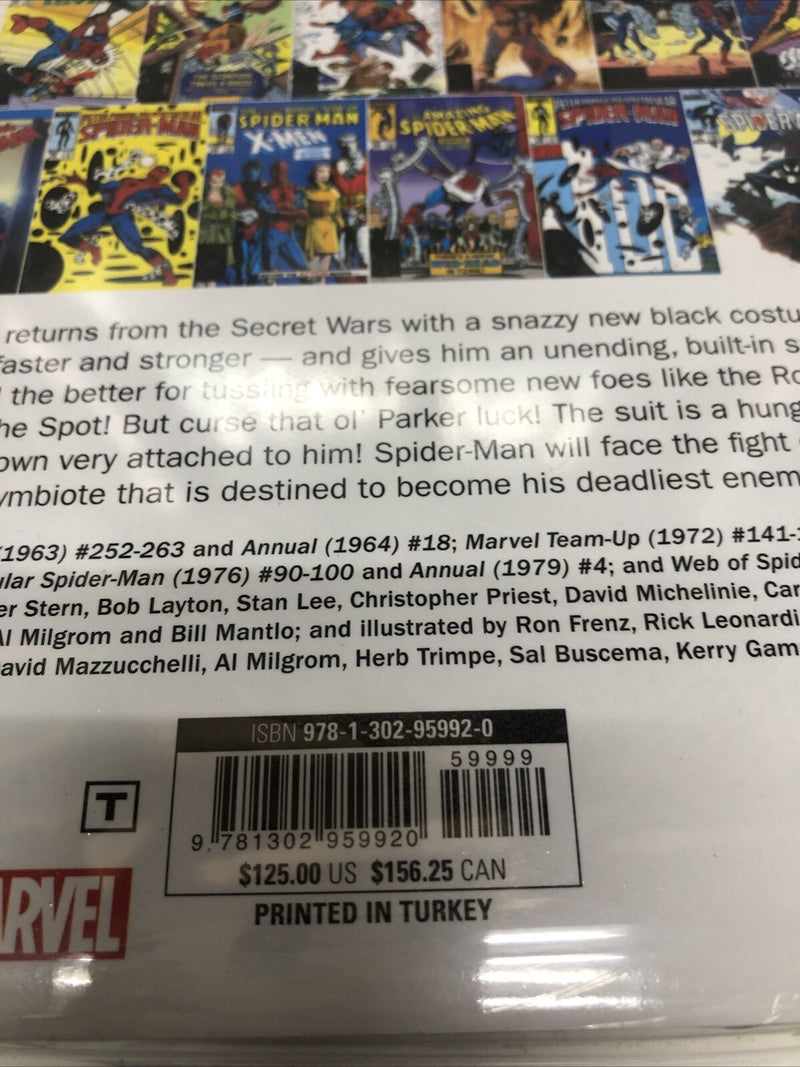 SPIDER-MAN
SPIDER MAN
X-MEN
AMAZING
SPIDER-MAN
SPIDER-MAN
returns from the Secret Wars with a snazzy new black costu
faster and stronger — and gives him an unending, built-in s
the better for tussling with fearsome new foes like the Ro
he Spot! But curse that ol' Parker luck! The suit is a hung
own very attached to him! Spider-Man will face the fight
ymbiote that is destined to become his deadliest enem
(1963) #252-263 and Annual (1964) #18; Marvel Team-Up (1972) #141-
ular Spider-Man (1976) #90-100 and Annual (1979) #4; and Web of Spid
er Stern, Bob Layton, Stan Lee, Christopher Priest, David Michelinie, Car
Al Milgrom and Bill Mantlo; and illustrated by Ron Frenz, Rick Leonardi
avid Mazzucchelli, Al Milgrom, Herb Trimpe, Sal Buscema, Kerry Gam
ISBN 978-1-302-95992-0
59999
9 781302 959920
$125.00 US $156.25 CAN
T
ARVEL
PRINTED IN TURKEY